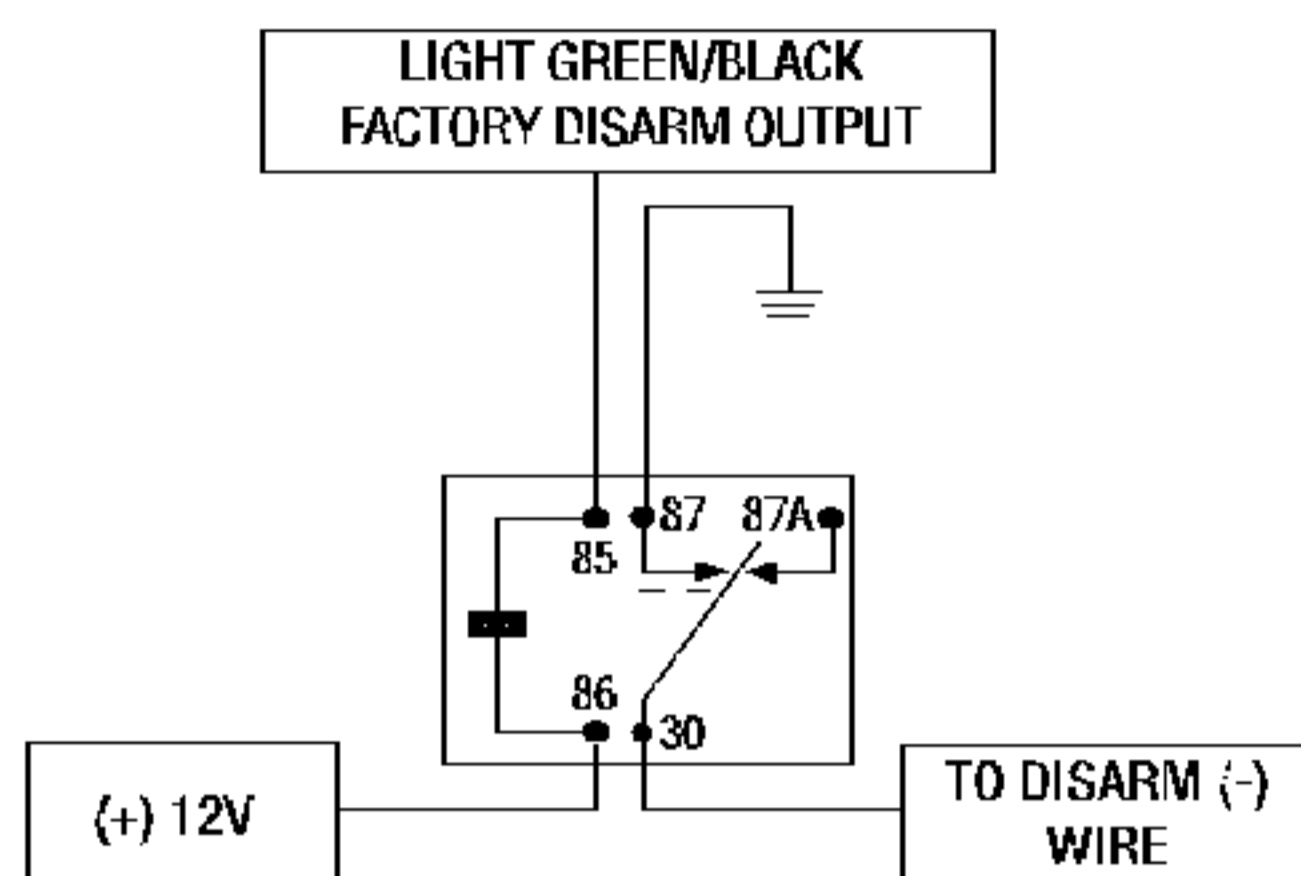 LIGHT GREEN/BLACK
FACTORY DISARM OUTPUT
87 87A
85
86
30
(+) 12V
TO DISARM (-)
WIRE